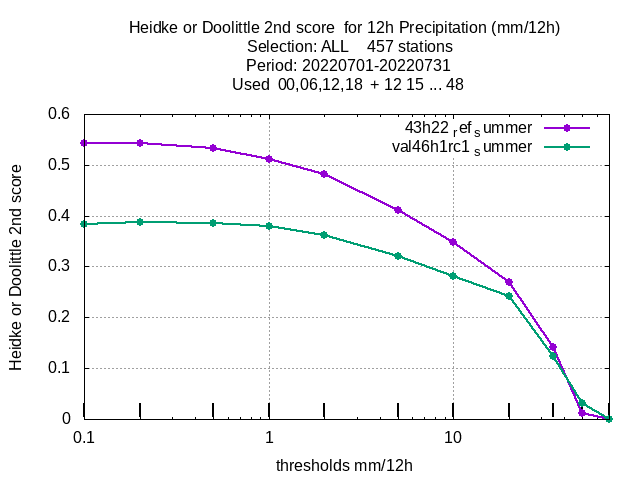 Heidke or Doolittle 2nd score  for 12h Precipitation (mm/12h)
Selection: ALL    457 stations
Period: 20220701-20220731
Used  00,06,12,18  + 12 15 ... 48
43h22 ref summer
val46h1rc1 summer
Heidke or Doolittle 2nd score
0.6
0.5
0.4
0.3
0.2
0.1
0
0.1 1 10
thresholds mm/12h